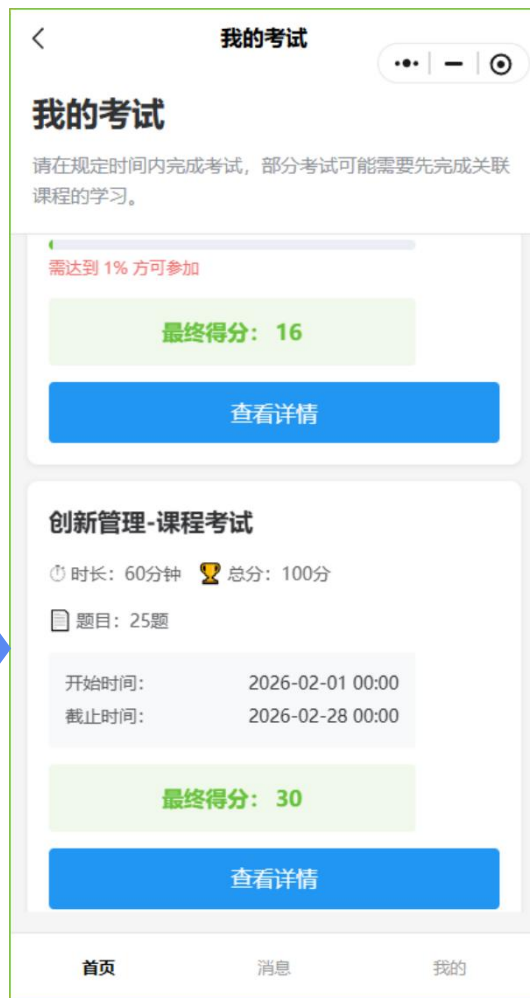 我的考试
我的考试
请在规定时间内完成考试，部分考试可能需要先完成关联
课程的学习。
需达到 1% 方可参加
最终得分： 16
查看详情
创新管理-课程考试
时长：60分钟 总分：100分
题目：25题
开始时间： 2026-02-01 00:00
截止时间： 2026-02-28 00:00
最终得分： 30
查看详情
首页 消息 我的